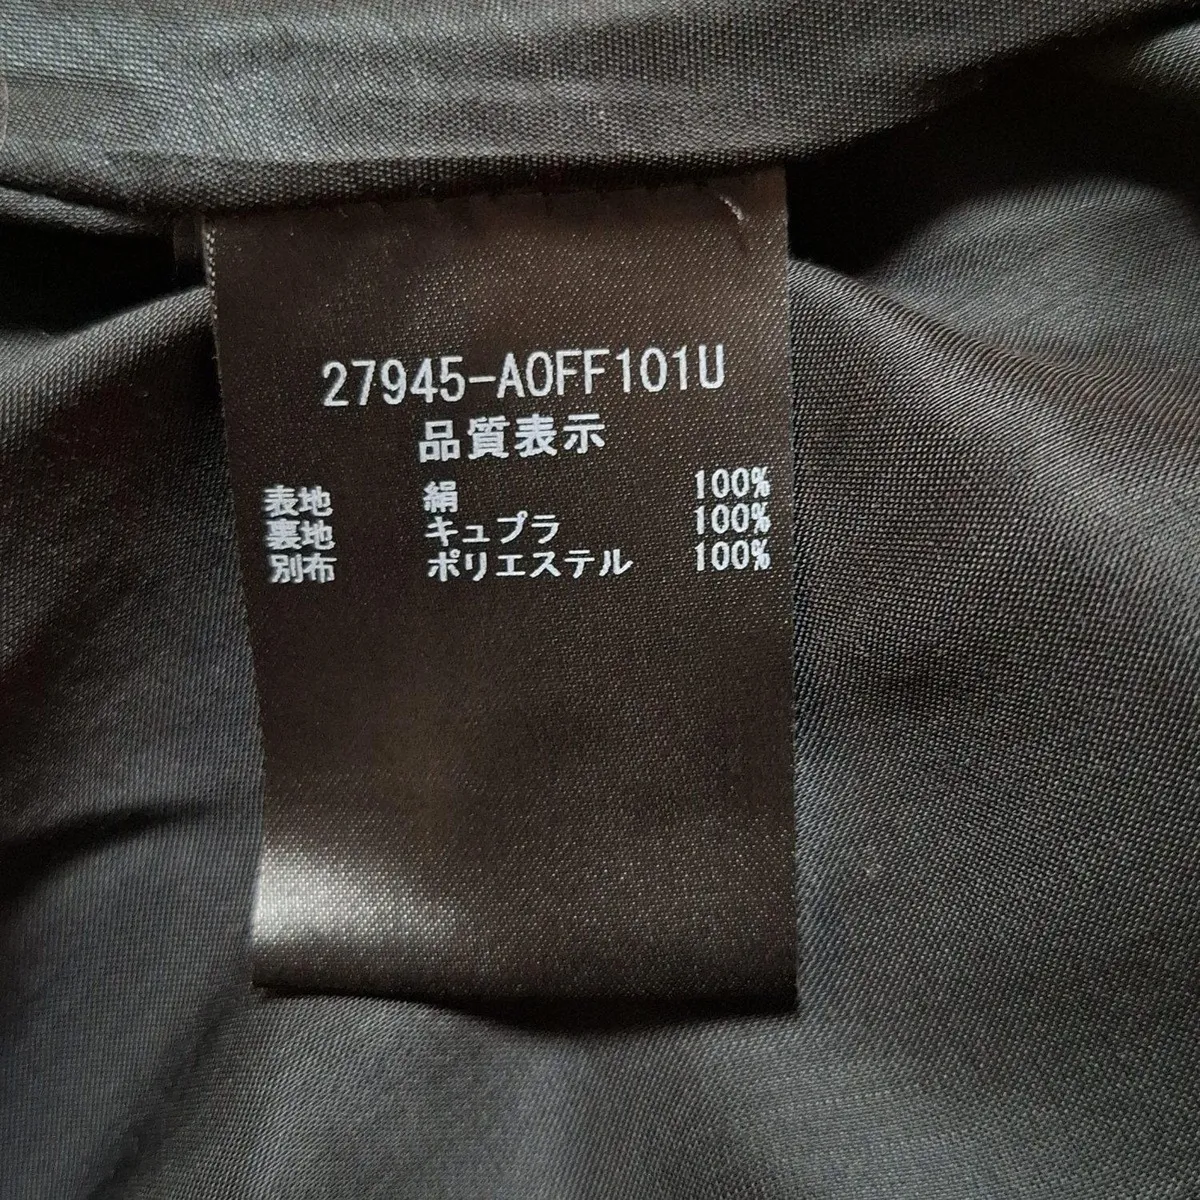 27945-A0FF101U
品質表示
表地 絹 100%
裏地 キュプラ 100%
別布 ポリエステル 100%